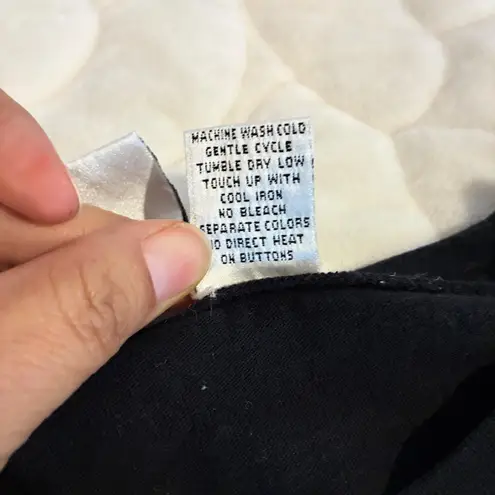 MACHINE WASH COLD
GENTLE CYCLE
TUMBLE DRY LOW
TOUCH UP WITH
COOL IRON
NO BLEACH
SEPARATE COLORS
NO DIRECT HEAT
ON BUTTONS